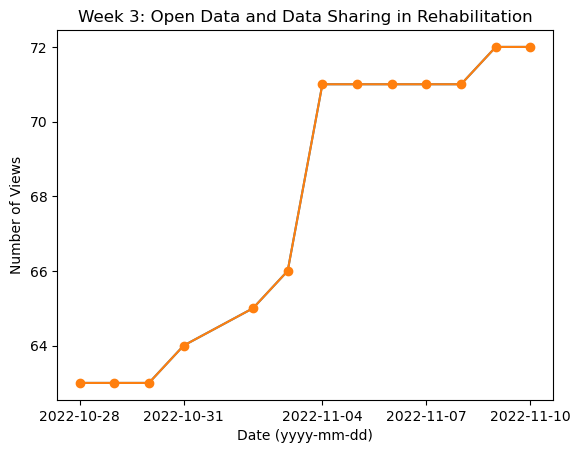 Week 3: Open Data and Data Sharing in Rehabilitation
72
70
68
66
64
Number of Views
2022-10-28 2022-10-31 2022-11-04 2022-11-07 2022-11-10
Date (yyyy-mm-dd)